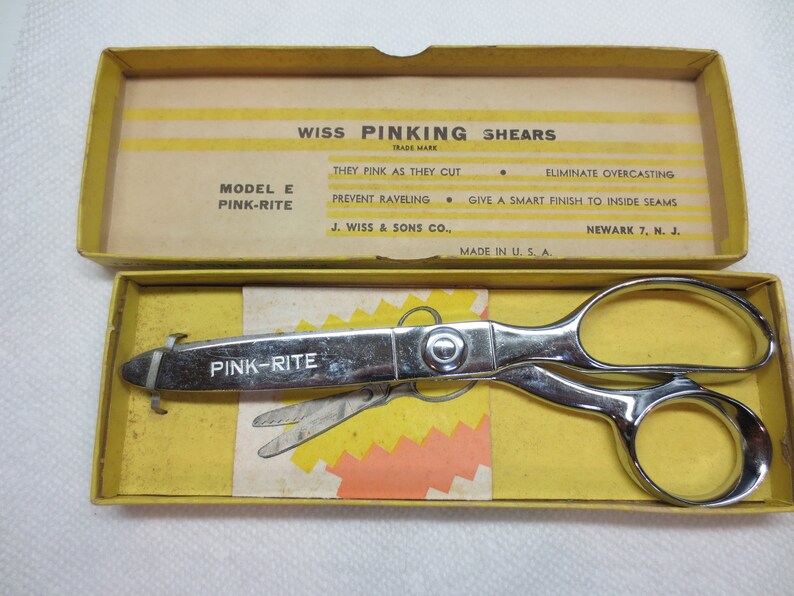 WISS PINKING SHEARS
TRADE MARK
THEY PINK AS THEY CUT • ELIMINATE OVERCASTING
MODEL E
PINK-RITE
PREVENT RAVELING • GIVE A SMART FINISH TO INSIDE SEAMS
J. WISS & SONS CO., NEWARK 7, N. J.
MADE IN U. S. A.
PINK-RITE